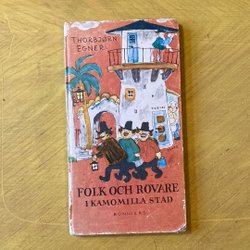 THORBJØRN
EGNER
FOLK OCH RÖVARE
I KAMOMILLA STAD
BONNIERS